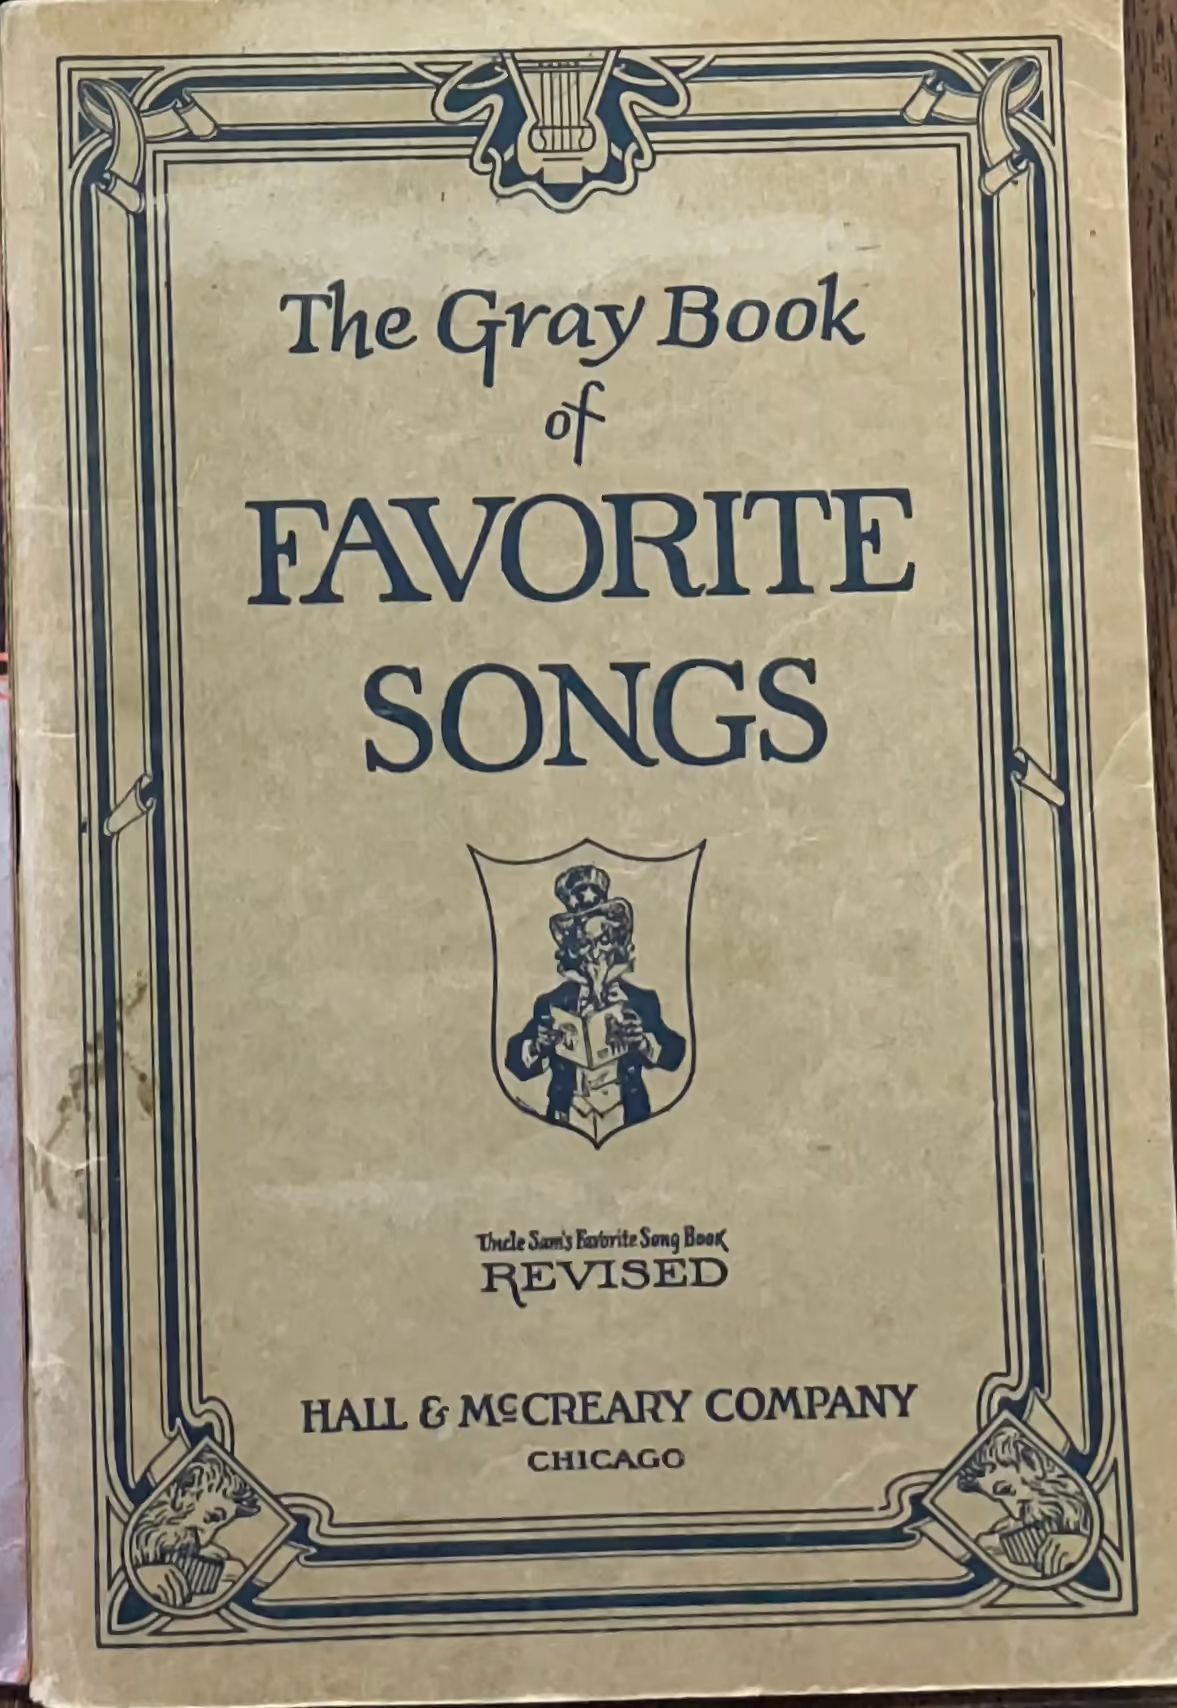 The Gray Book
of
FAVORITE
SONGS
Uncle Sam's Favorite Song Book
REVISED
HALL & McCREARY COMPANY
CHICAGO